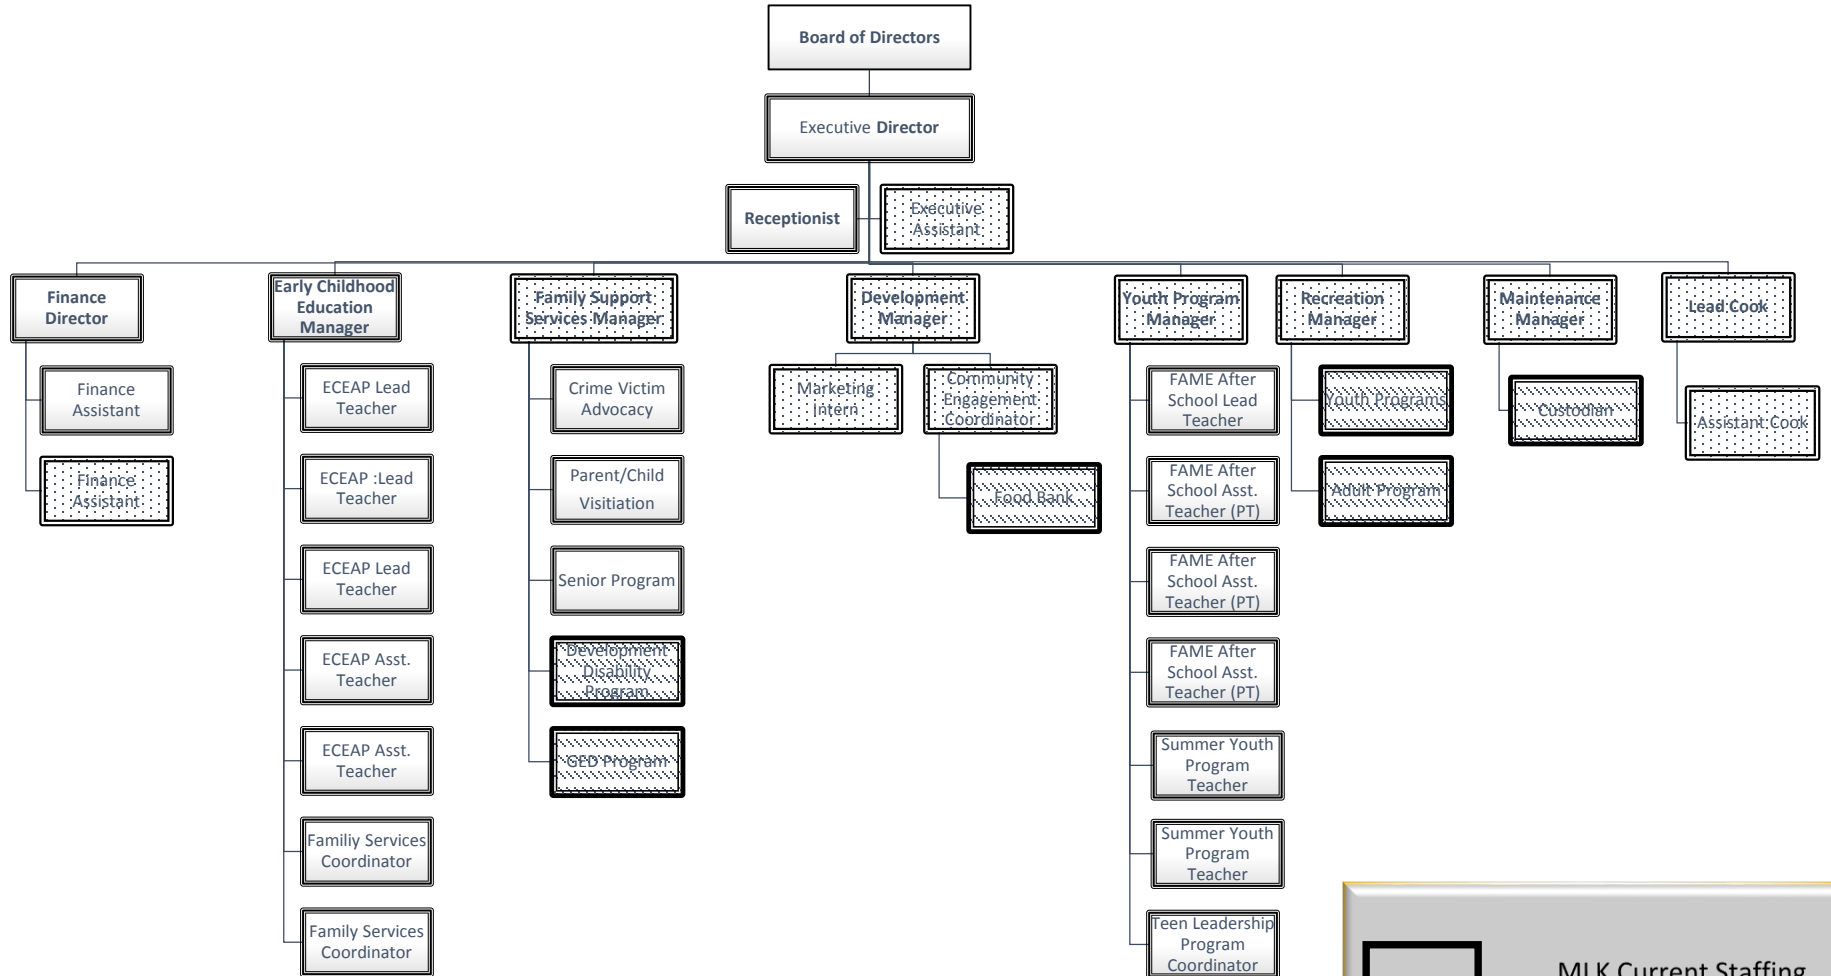 Board of Directors
Executive Director
Receptionist
Executive
Assistant
Finance
Director
Finance
Assistant
Finance
Assistant
Early Childhood
Education
Manager
ECEAP Lead
Teacher
ECEAP :Lead
Teacher
ECEAP Lead
Teacher
ECEAP Asst.
Teacher
ECEAP Asst.
Teacher
Familiy Services
Coordinator
Family Services
Coordinator
Family Support
Services Manager
Crime Victim
Advocacy
Parent/Child
Visitiation
Senior Program
Development
Disability
Program
GED Program
Development
Manager
Marketing
Intern
Community
Engagement
Coordinator
Food Bank
Youth Program
Manager
FAME After
School Lead
Teacher
FAME After
School Asst.
Teacher (PT)
FAME After
School Asst.
Teacher (PT)
FAME After
School Asst.
Teacher (PT)
Summer Youth
Program
Teacher
Summer Youth
Program
Teacher
Teen Leadership
Program
Coordinator
Recreation
Manager
Youth Programs
Adult Program
Maintenance
Manager
Custodian
Lead Cook
Assistant Cook
MLK Current Staffing